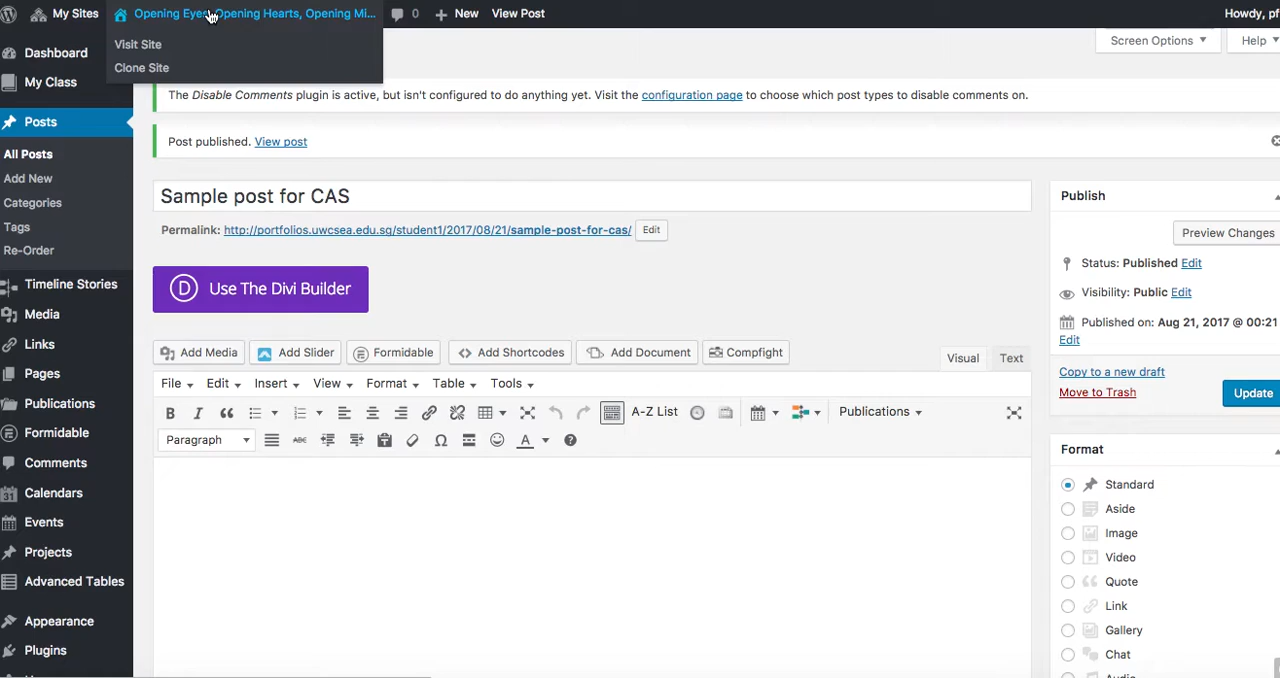 My Sites
Opening Eyes, Opening Hearts, Opening Mi...
0
New
View Post
Howdy, pf
Visit Site
Clone Site
Screen Options
Help
Dashboard
My Class
Posts
All Posts
Add New
Categories
Tags
Re-Order
Timeline Stories
Media
Links
Pages
Publications
Formidable
Comments
Calendars
Events
Projects
Advanced Tables
Appearance
Plugins
The Disable Comments plugin is active, but isn't configured to do anything yet. Visit the configuration page to choose which post types to disable comments on.
Post published. View post
Sample post for CAS
Permalink: http://portfolios.uwcsea.edu.sg/student1/2017/08/21/sample-post-for-cas/ Edit
D Use The Divi Builder
Add Media
Add Slider
Formidable
Add Shortcodes
Add Document
Compfight
Visual
Text
File
Edit
Insert
View
Format
Table
Tools
A-Z List
Publications
Paragraph
ABC
Publish
Preview Changes
Status: Published Edit
Visibility: Public Edit
Published on: Aug 21, 2017 @ 00:21
Edit
Copy to a new draft
Move to Trash
Update
Format
Standard
Aside
Image
Video
Quote
Link
Gallery
Chat